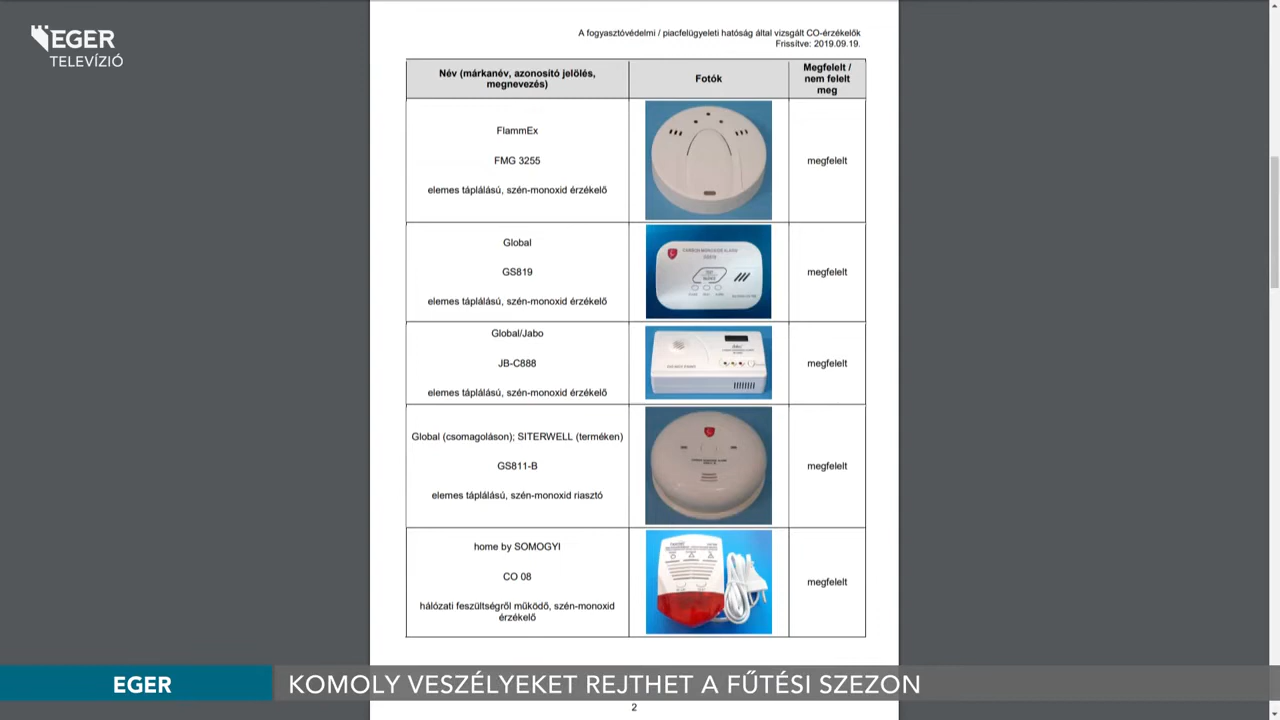 EGER
TELEVÍZIÓ
A fogyasztóvédelmi / piacfelügyeleti hatóság által vizsgált CO-érzékelők
Frissítve: 2019.09.19.
Név (márkanév, azonosító jelölés,
megnevezés)
Fotók
Megfelelt /
nem felelt
meg
FlammEx
FMG 3255
elemes táplálású, szén-monoxid érzékelő
megfelelt
Global
GS819
elemes táplálású, szén-monoxid érzékelő
CARBON MONOXIDE ALARM
megfelelt
Global/Jabo
JB-C888
elemes táplálású, szén-monoxid érzékelő
megfelelt
Global (csomagoláson); SITERWELL (terméken)
GS811-B
elemes táplálású, szén-monoxid riasztó
megfelelt
home by SOMOGYI
CO 08
hálózati feszültségről működő, szén-monoxid
érzékelő
megfelelt
EGER
KOMOLY VESZÉLYEKET REJTHET A FŰTÉSI SZEZON
2